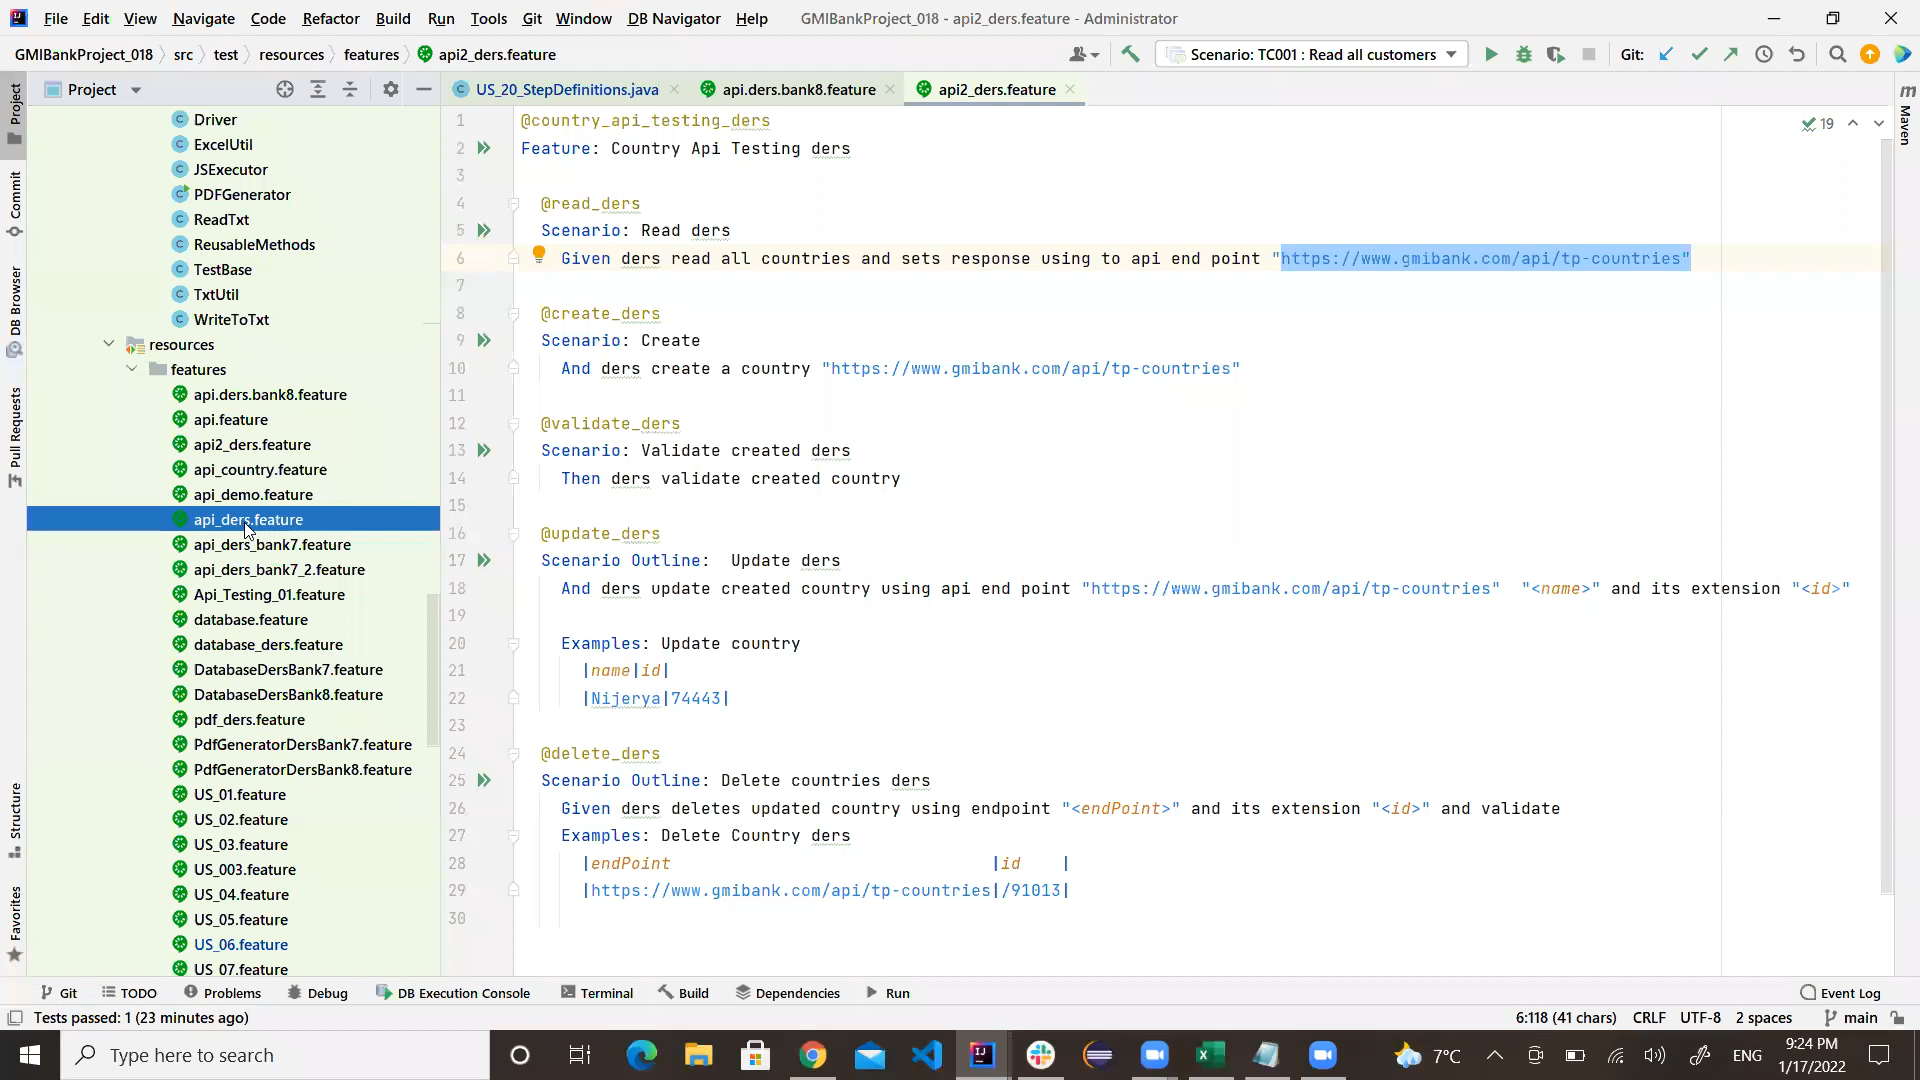 File Edit View Navigate Code Refactor Build Run Tools Git Window DB Navigator Help GMIBankProject_018 - api2_ders.feature - Administrator
GMIBankProject_018 src test resources features api2_ders.feature Scenario: TC001 : Read all customers Git:
Project
US_20_StepDefinitions.java api.ders.bank8.feature api2_ders.feature
Project
Commit
DB Browser
Pull Requests
Structure
Favorites
Driver
ExcelUtil
JSExecutor
PDFGenerator
ReadTxt
ReusableMethods
TestBase
TxtUtil
WriteToTxt
resources
features
api.ders.bank8.feature
api.feature
api2_ders.feature
api_country.feature
api_demo.feature
api_ders.feature
api_ders_bank7.feature
api_ders_bank7_2.feature
Api_Testing_01.feature
database.feature
database_ders.feature
DatabaseDersBank7.feature
DatabaseDersBank8.feature
pdf_ders.feature
PdfGeneratorDersBank7.feature
PdfGeneratorDersBank8.feature
US_01.feature
US_02.feature
US_03.feature
US_003.feature
US_04.feature
US_05.feature
US_06.feature
US_07.feature
1 @country_api_testing_ders
2 Feature: Country Api Testing ders
3
4 @read_ders
5 Scenario: Read ders
6 Given ders read all countries and sets response using to api end point "https://www.gmibank.com/api/tp-countries"
7
8 @create_ders
9 Scenario: Create
10 And ders create a country "https://www.gmibank.com/api/tp-countries"
11
12 @validate_ders
13 Scenario: Validate created ders
14 Then ders validate created country
15
16 @update_ders
17 Scenario Outline: Update ders
18 And ders update created country using api end point "https://www.gmibank.com/api/tp-countries" "<name>" and its extension "<id>"
19
20 Examples: Update country
21 |name|id|
22 |Nijerya|74443|
23
24 @delete_ders
25 Scenario Outline: Delete countries ders
26 Given ders deletes updated country using endpoint "<endPoint>" and its extension "<id>" and validate
27 Examples: Delete Country ders
28 |endPoint |id |
29 |https://www.gmibank.com/api/tp-countries|/91013|
30
19
m
Maven
Git TODO Problems Debug DB Execution Console Terminal Build Dependencies Run Event Log
Tests passed: 1 (23 minutes ago) 6:118 (41 chars) CRLF UTF-8 2 spaces main
Type here to search 7°C ENG 9:24 PM
1/17/2022